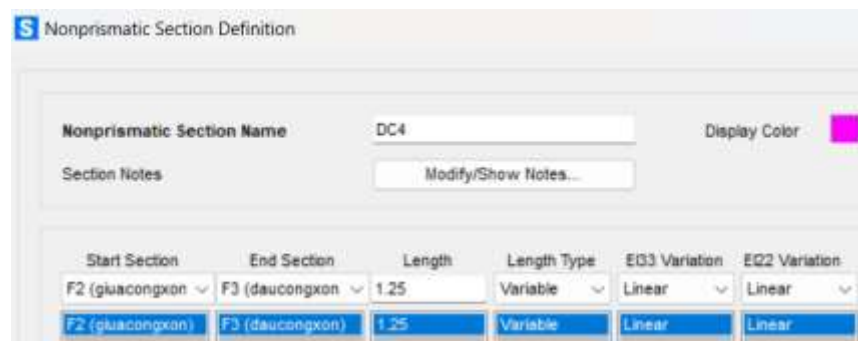 S Nonprismatic Section Definition
Nonprismatic Section Name DC4 Display Color
Section Notes Modify/Show Notes...
Start Section End Section Length Length Type EI33 Variation EI22 Variation
F2 (giuacongxon F3 (daucongxon 1.25 Variable Linear Linear
F2 (giuacongxon) F3 (daucongxon) 1.25 Variable Linear Linear